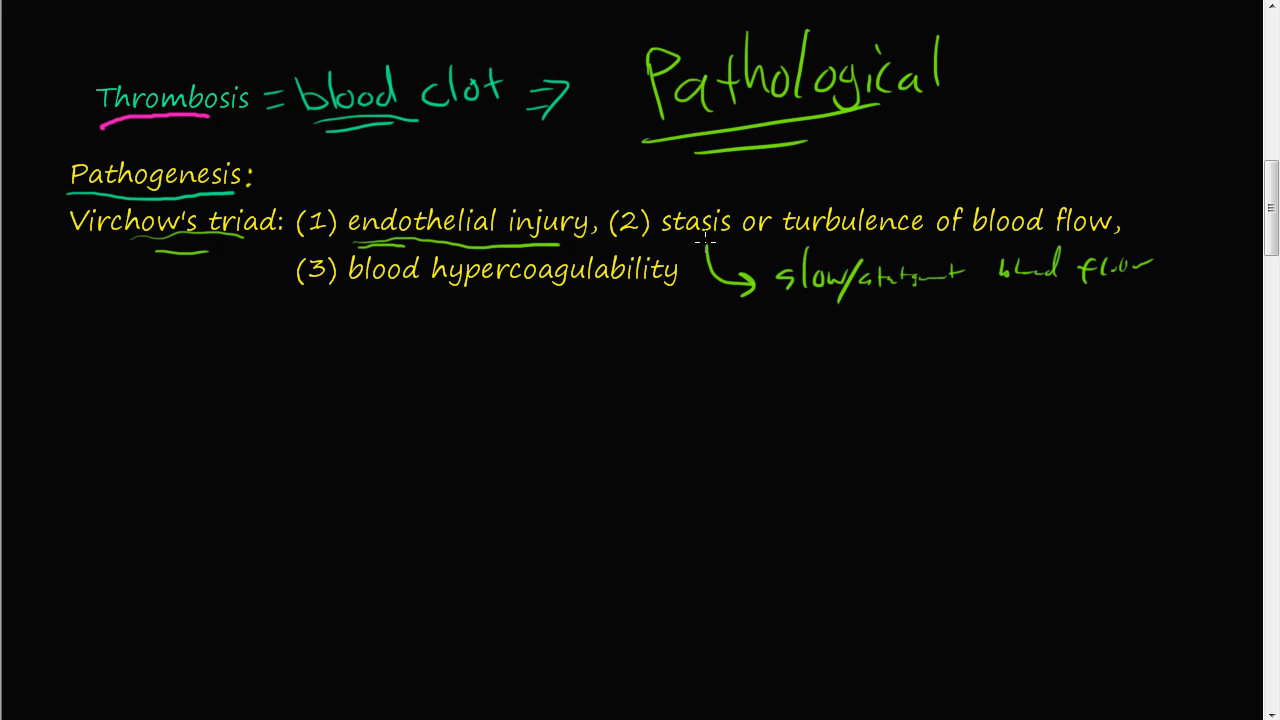 Thrombosis = blood clot ⇒ Pathological
Pathogenesis:
Virchow's triad: (1) endothelial injury, (2) stasis or turbulence of blood flow,
(3) blood hypercoagulability
slow/ blood flow